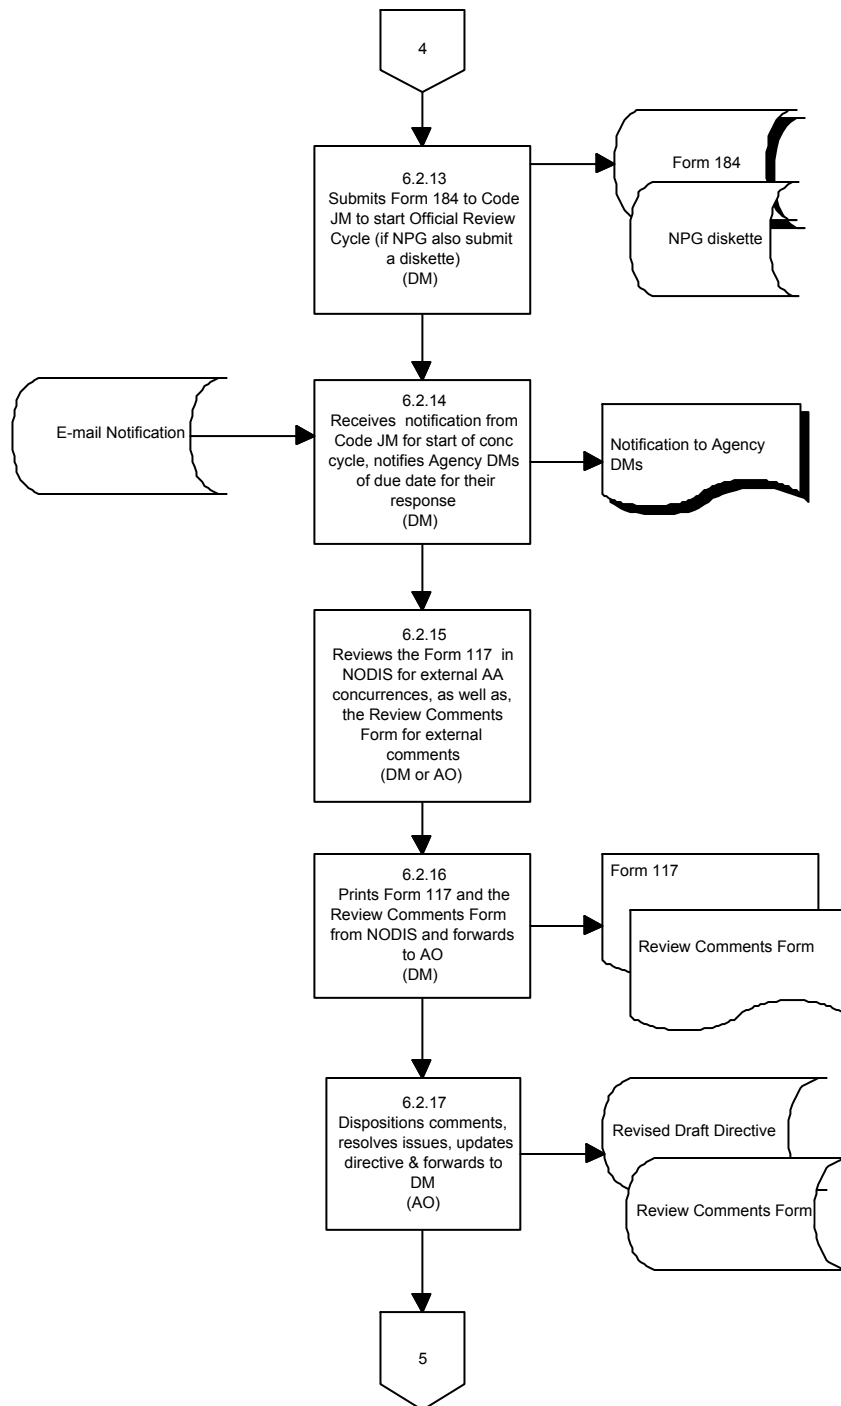 4
6.2.13
Submits Form 184 to Code
JM to start Official Review
Cycle (if NPG also submit
a diskette)
(DM)
Form 184
NPG diskette
E-mail Notification
6.2.14
Receives  notification from
Code JM for start of conc
cycle, notifies Agency DMs
of due date for their
response
(DM)
Notification to Agency
DMs
6.2.15
Reviews the Form 117  in
NODIS for external AA
concurrences, as well as,
the Review Comments
Form for external
comments
(DM or AO)
6.2.16
Prints Form 117 and the
Review Comments Form
from NODIS and forwards
to AO
(DM)
Form 117
Review Comments Form
6.2.17
Dispositions comments,
resolves issues, updates
directive & forwards to
DM
(AO)
Revised Draft Directive
Review Comments Form
5